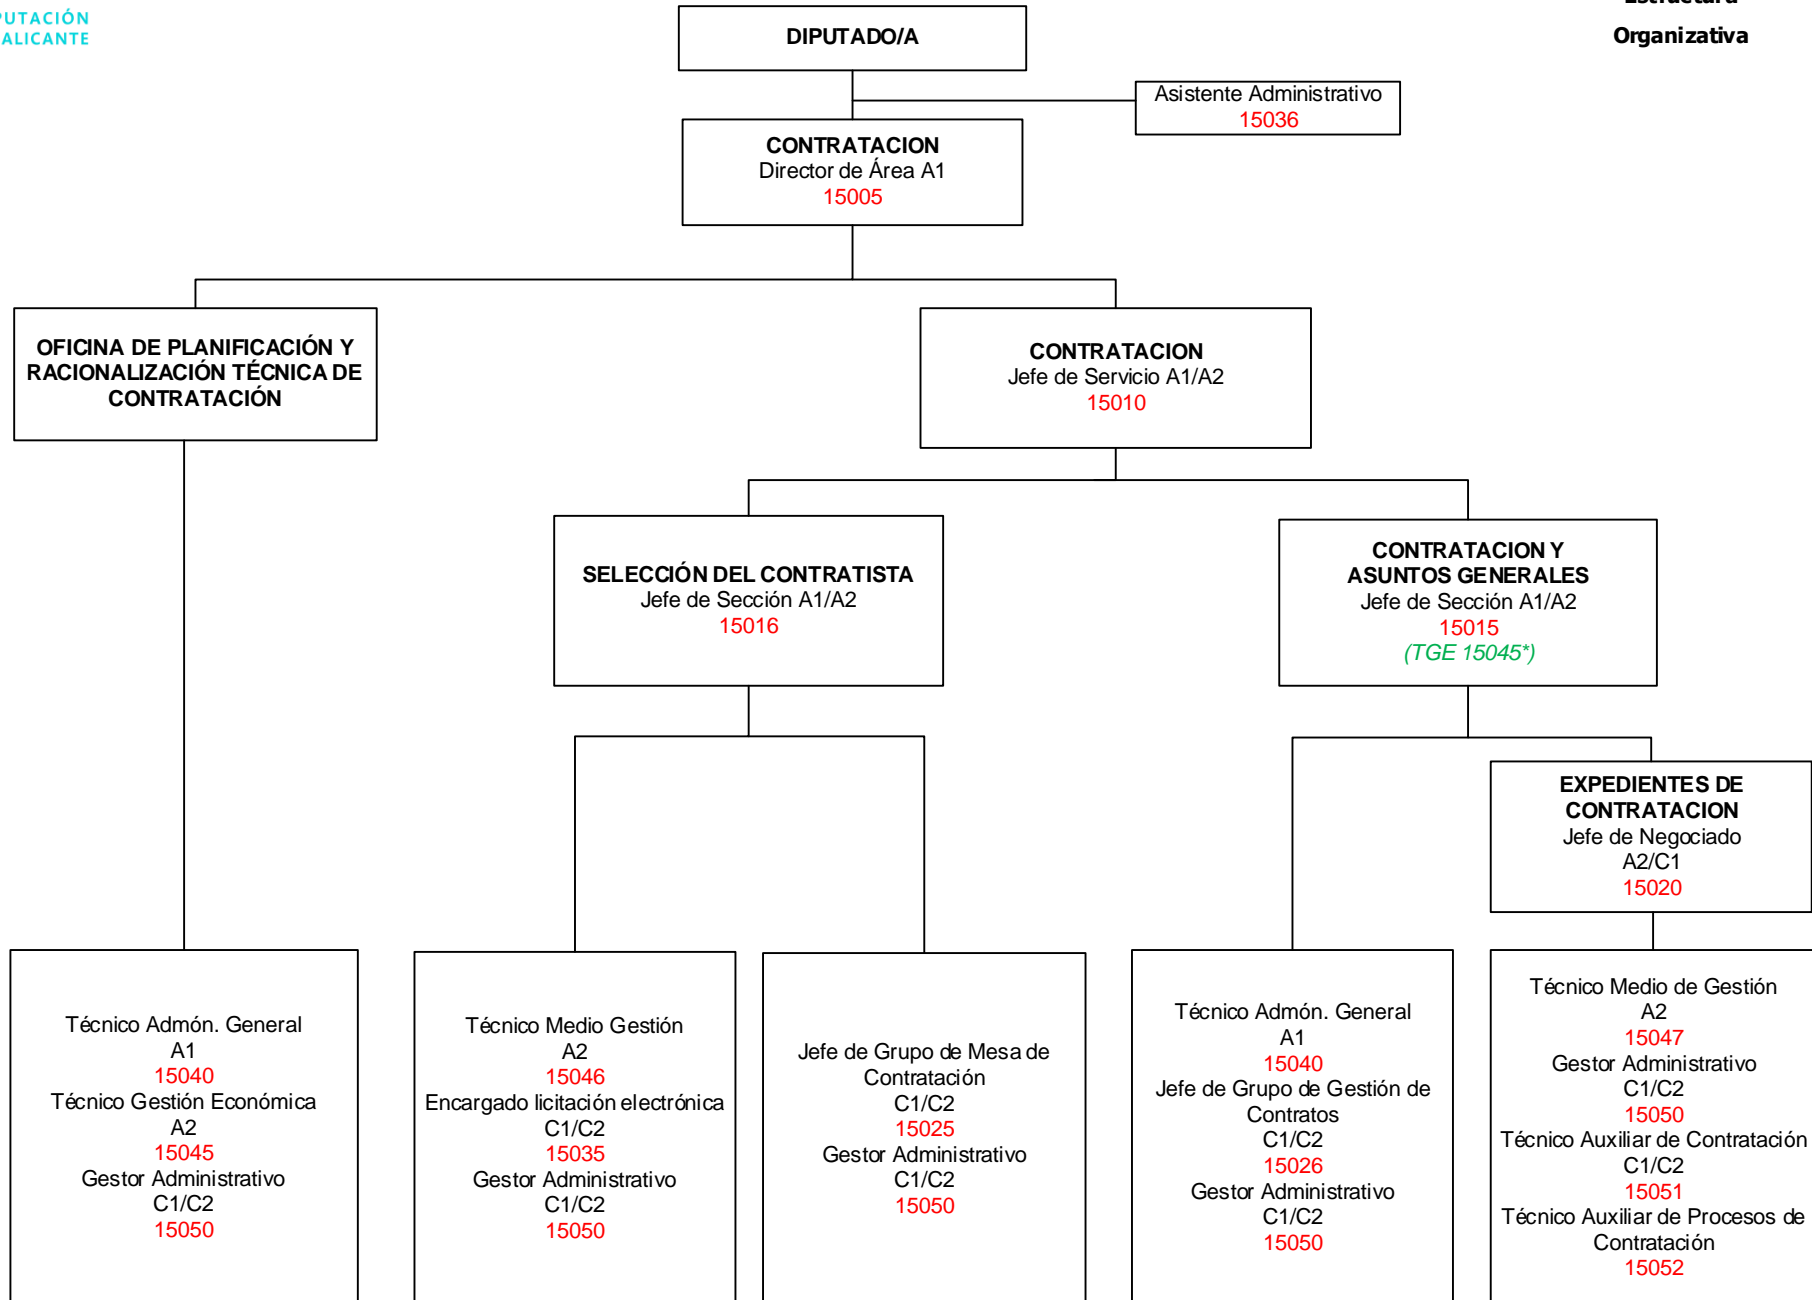 ALICANTE
Organizativa
DIPUTADO/A
Asistente Administrativo
15036
CONTRATACION
Director de Área A1
15005
OFICINA DE PLANIFICACIÓN Y
RACIONALIZACIÓN TÉCNICA DE
CONTRATACIÓN
CONTRATACION
Jefe de Servicio A1/A2
15010
SELECCIÓN DEL CONTRATISTA
Jefe de Sección A1/A2
15016
CONTRATACION Y
ASUNTOS GENERALES
Jefe de Sección A1/A2
15015
(TGE 15045*)
EXPEDIENTES DE
CONTRATACION
Jefe de Negociado
A2/C1
15020
Técnico Admón. General
A1
15040
Técnico Gestión Económica
A2
15045
Gestor Administrativo
C1/C2
15050
Técnico Medio Gestión
A2
15046
Encargado licitación electrónica
C1/C2
15035
Gestor Administrativo
C1/C2
15050
Jefe de Grupo de Mesa de
Contratación
C1/C2
15025
Gestor Administrativo
C1/C2
15050
Técnico Admón. General
A1
15040
Jefe de Grupo de Gestión de
Contratos
C1/C2
15026
Gestor Administrativo
C1/C2
15050
Técnico Medio de Gestión
A2
15047
Gestor Administrativo
C1/C2
15050
Técnico Auxiliar de Contratación
C1/C2
15051
Técnico Auxiliar de Procesos de
Contratación
15052